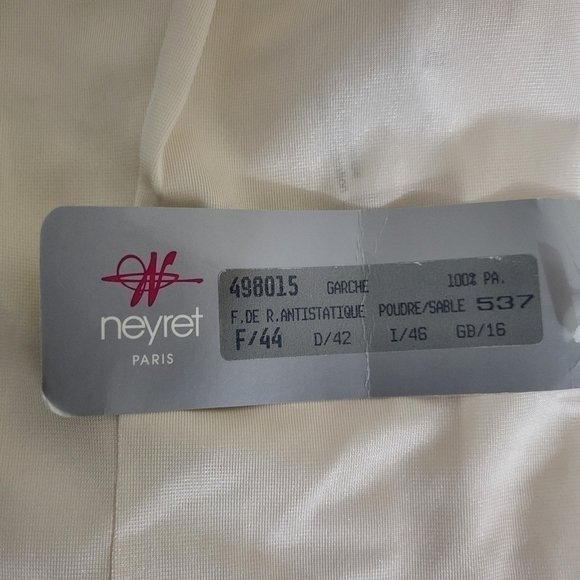 neyret
PARIS
498015 GARCHE 100% PA.
F.DE R.ANTISTATIQUE POUDRE/SABLE 537
F/44 D/42 I/46 GB/16